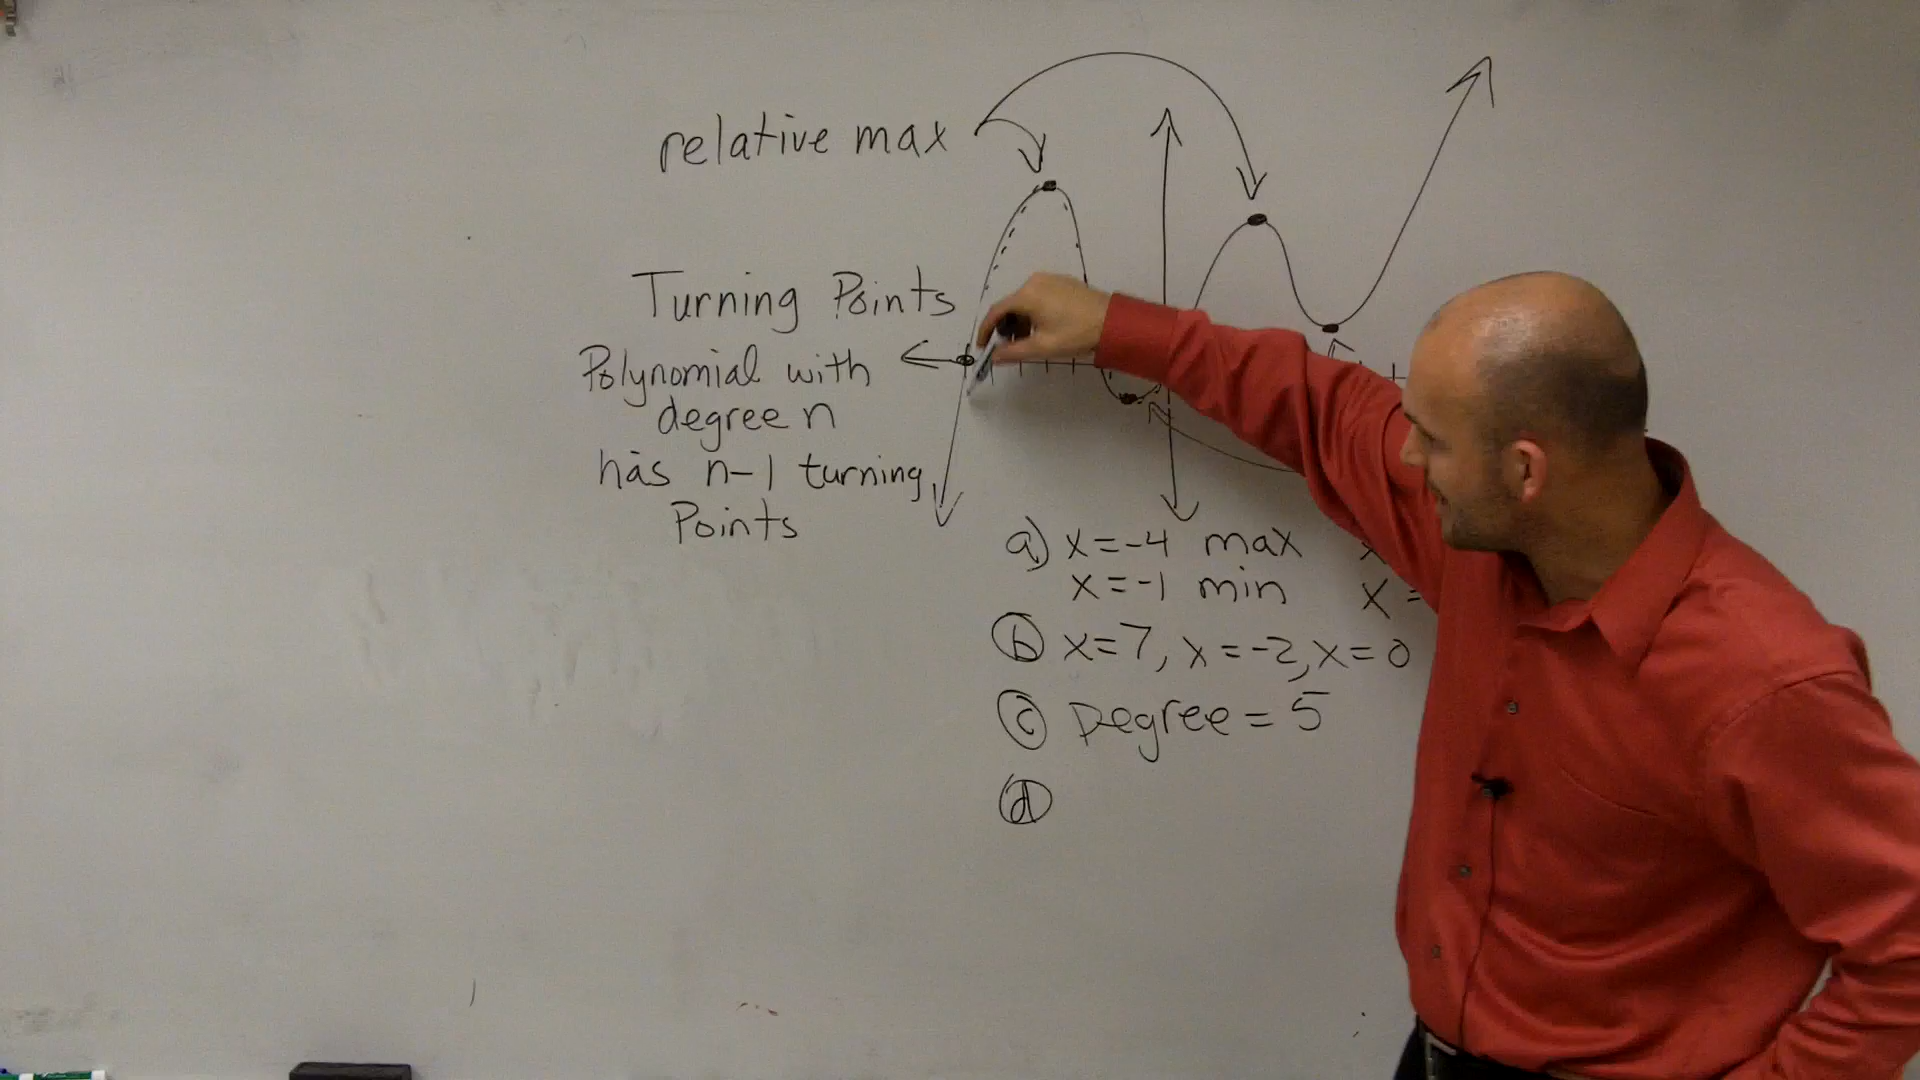 relative max
Turning Points
Polynomial with
degree n
has n-1 turning
Points
a) x=-4 max x
x=-1 min x =
b) x=7, x=-2, x=0
c) Degree = 5
d)